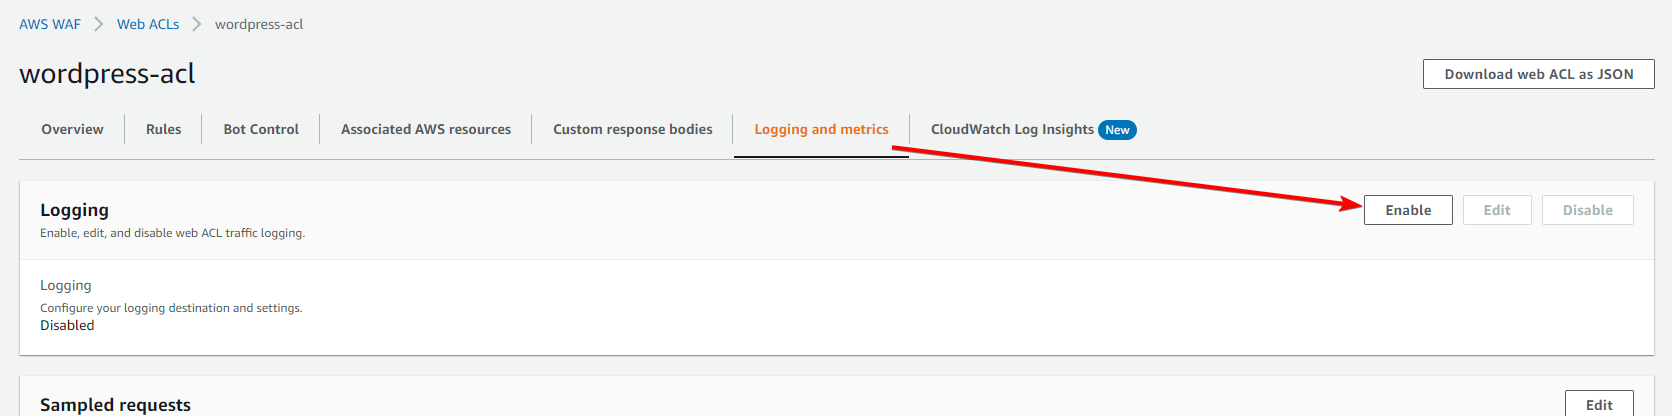 AWS WAF > Web ACLs > wordpress-acl
wordpress-acl
Download web ACL as JSON
Overview Rules Bot Control Associated AWS resources Custom response bodies Logging and metrics CloudWatch Log Insights New
Logging
Enable Edit Disable
Enable, edit, and disable web ACL traffic logging.
Logging
Configure your logging destination and settings.
Disabled
Sampled requests
Edit